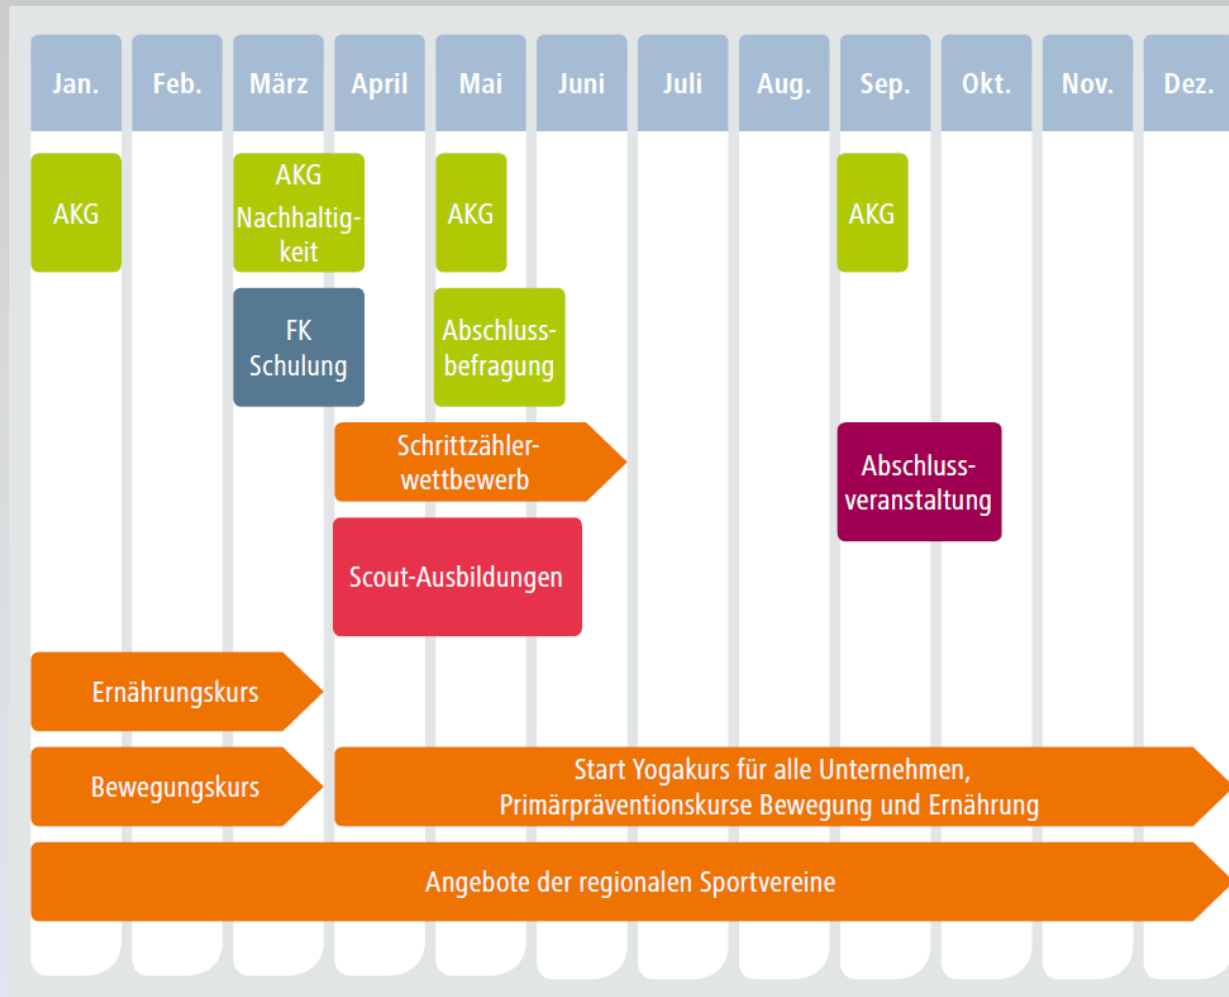 Jan.
Feb.
März
April
Mai
Juni
Juli
Aug.
Sep.
Okt.
Nov.
Dez.
AKG
AKG
Nachhaltig-
keit
AKG
AKG
FK
Schulung
Abschluss-
befragung
Schrittzähler-
wettbewerb
Abschluss-
veranstaltung
Scout-Ausbildungen
Ernährungskurs
Bewegungskurs
Start Yogakurs für alle Unternehmen,
Primärpräventionskurse Bewegung und Ernährung
Angebote der regionalen Sportvereine